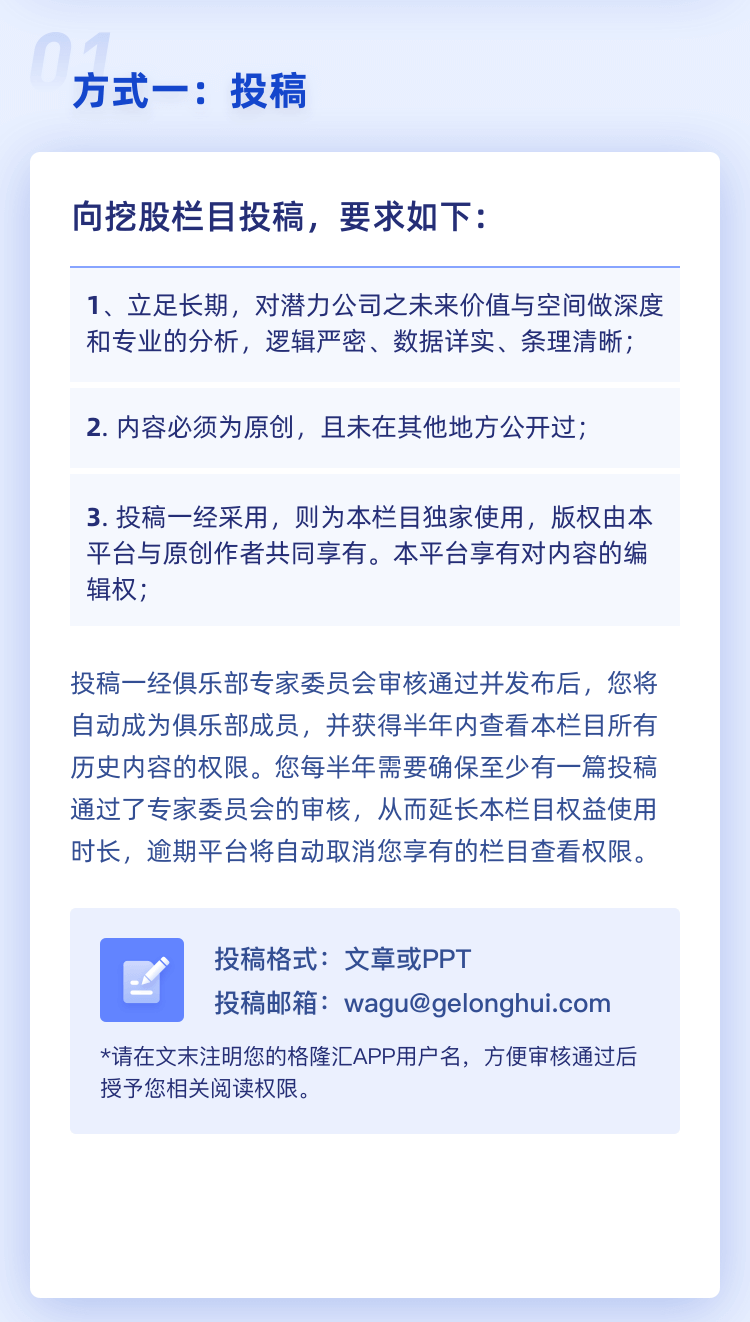 01
方式一：投稿
向挖股栏目投稿，要求如下：
1、立足长期，对潜力公司之未来价值与空间做深度
和专业的分析，逻辑严密、数据详实、条理清晰；
2. 内容必须为原创，且未在其他地方公开过；
3. 投稿一经采用，则为本栏目独家使用，版权由本
平台与原创作者共同享有。本平台享有对内容的编
辑权；
投稿一经俱乐部专家委员会审核通过并发布后，您将
自动成为俱乐部成员，并获得半年内查看本栏目所有
历史内容的权限。您每半年需要确保至少有一篇投稿
通过了专家委员会的审核，从而延长本栏目权益使用
时长，逾期平台将自动取消您享有的栏目查看权限。
投稿格式：文章或PPT
投稿邮箱：wagu@gelonghui.com
*请在文末注明您的格隆汇APP用户名，方便审核通过后
授予您相关阅读权限。